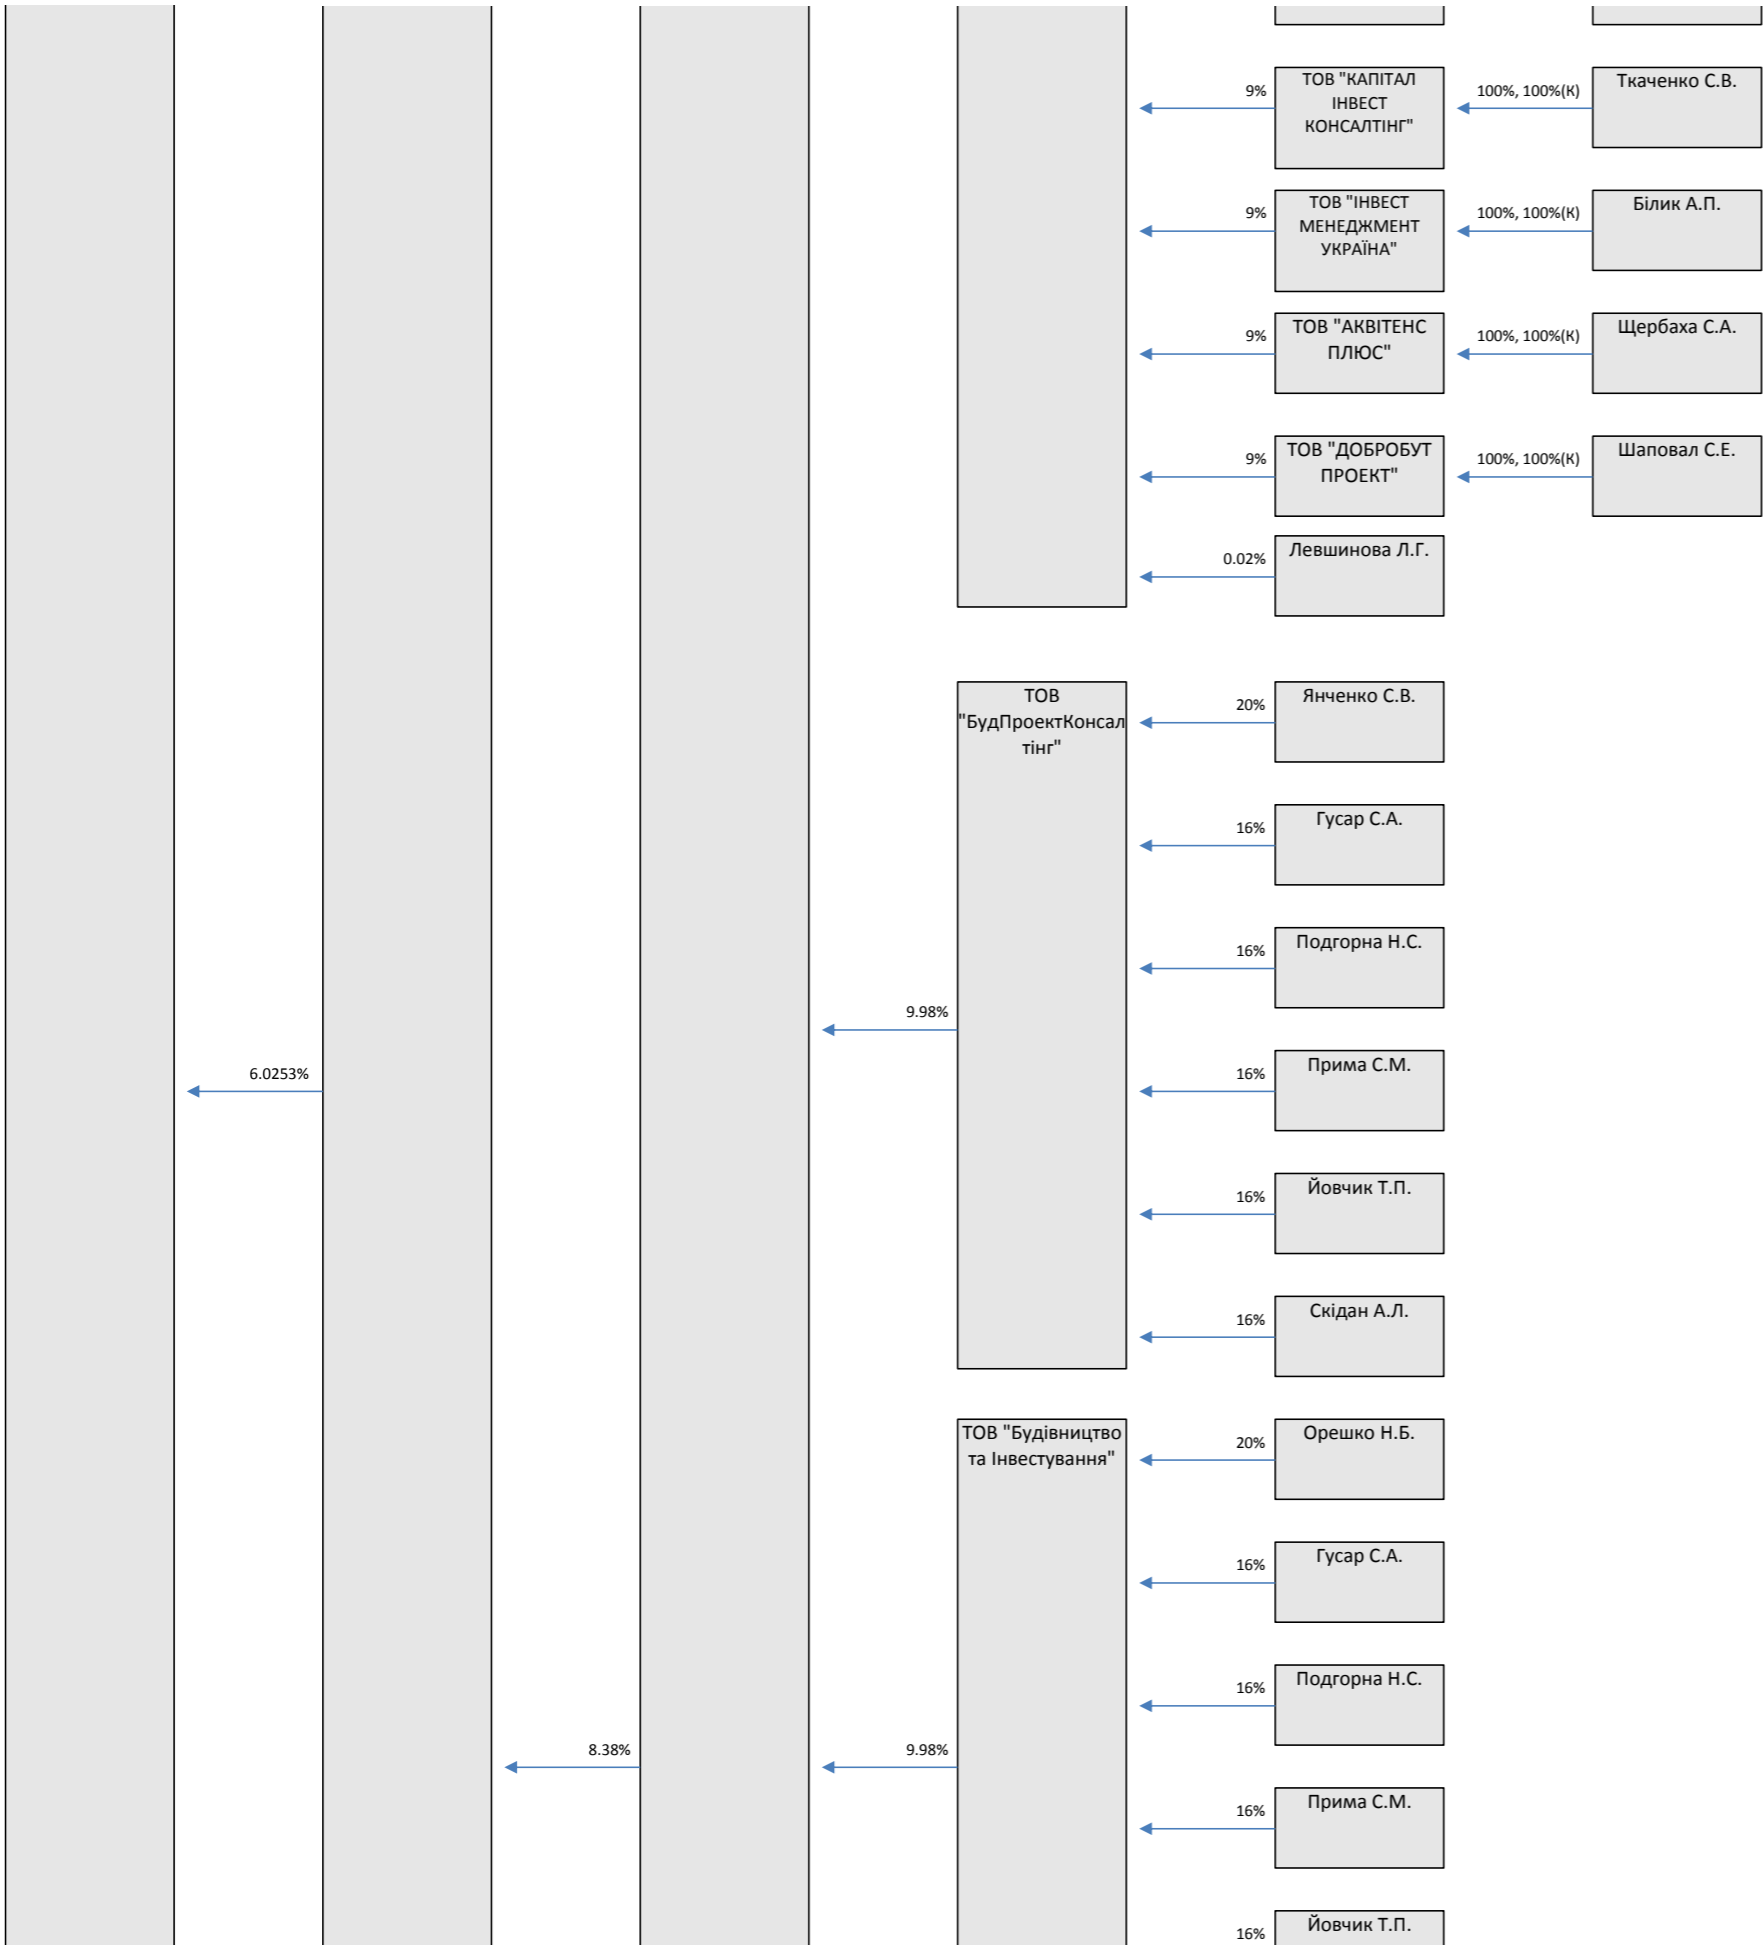 9%
ТОВ "КАПІТАЛ
ІНВЕСТ
КОНСАЛТІНГ"
100%, 100%(К)
Ткаченко С.В.
9%
ТОВ "ІНВЕСТ
МЕНЕДЖМЕНТ
УКРАЇНА"
100%, 100%(К)
Білик А.П.
9%
ТОВ "АКВІТЕНС
ПЛЮС"
100%, 100%(К)
Щербаха С.А.
9%
ТОВ "ДОБРОБУТ
ПРОЕКТ"
100%, 100%(К)
Шаповал С.Е.
0.02%
Левшинова Л.Г.
ТОВ
"БудПроектКонсал
тінг"
20%
Янченко С.В.
16%
Гусар С.А.
16%
Подгорна Н.С.
9.98%
6.0253%
16%
Прима С.М.
16%
Йовчик Т.П.
16%
Скідан А.Л.
ТОВ "Будівництво
та Інвестування"
20%
Орешко Н.Б.
16%
Гусар С.А.
16%
Подгорна Н.С.
8.38%
9.98%
16%
Прима С.М.
16%
Йовчик Т.П.